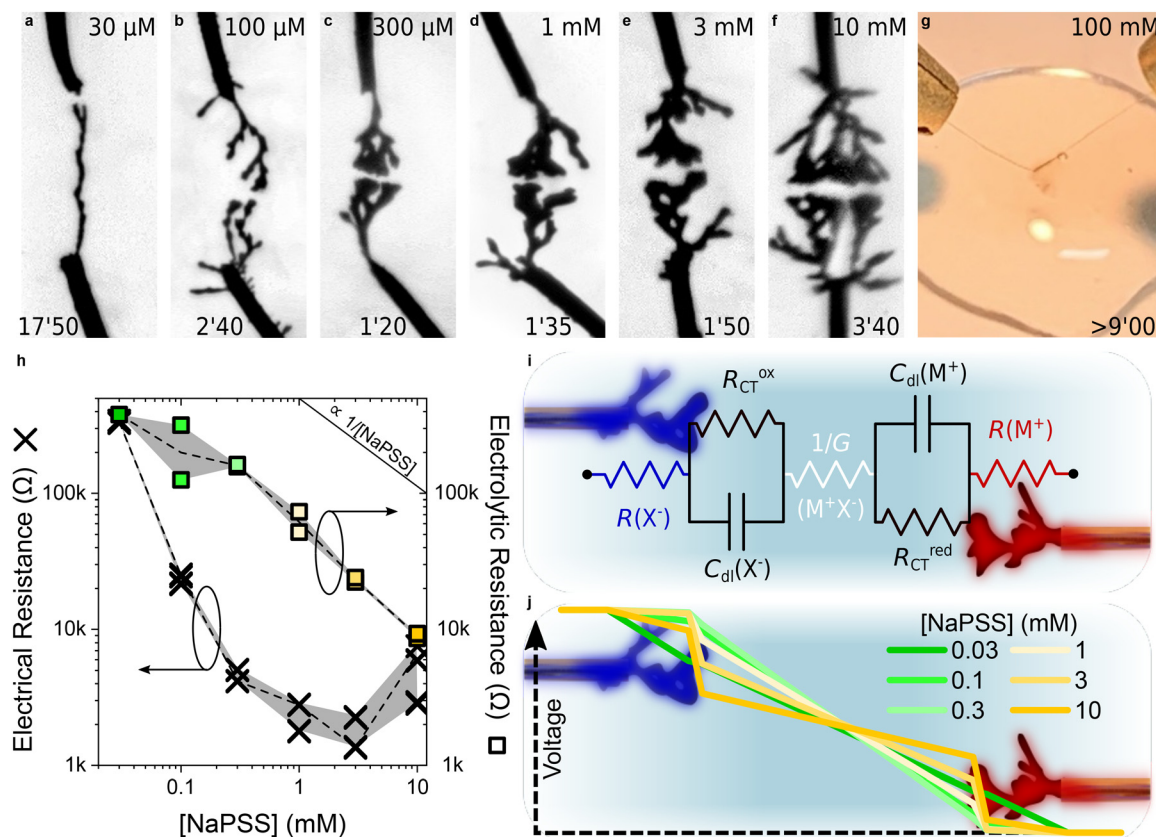 a
30 µM
17'50
b
100 µM
2'40
c
300 µM
1'20
d
1 mM
1'35
e
3 mM
1'50
f
10 mM
3'40
g
100 mM
>9'00
h
Electrical Resistance (Ω) ×
100k
10k
1k
0.1
1
10
[NaPSS] (mM)
∝ 1/[NaPSS]
100k
10k
1k
Electrolytic Resistance (Ω) □
i
R(X⁻)
R_CT^ox
C_dl(X⁻)
1/G
(M⁺X⁻)
C_dl(M⁺)
R_CT^red
R(M⁺)
j
Voltage
[NaPSS] (mM)
0.03
0.1
0.3
1
3
10